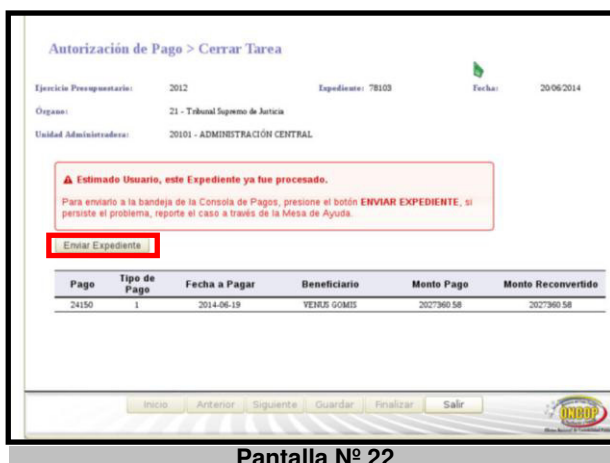 Autorización de Pago > Cerrar Tarea
Ejercicio Presupuestario: 2012 Expediente: 78103 Fecha: 20/06/2014
Órgano: 21 - Tribunal Supremo de Justicia
Unidad Administradora: 20101 - ADMINISTRACIÓN CENTRAL
Estimado Usuario, este Expediente ya fue procesado.
Para enviarlo a la bandeja de la Consola de Pagos, presione el botón ENVIAR EXPEDIENTE, si
persiste el problema, reporte el caso a través de la Mesa de Ayuda.
Enviar Expediente
Pago Tipo de Pago Fecha a Pagar Beneficiario Monto Pago Monto Reconvertido
24150 1 2014-06-19 VENUS GOMIS 2027360.58 2027360.58
Inicio Anterior Siguiente Guardar Finalizar Salir
ONCOP
Pantalla Nº 22